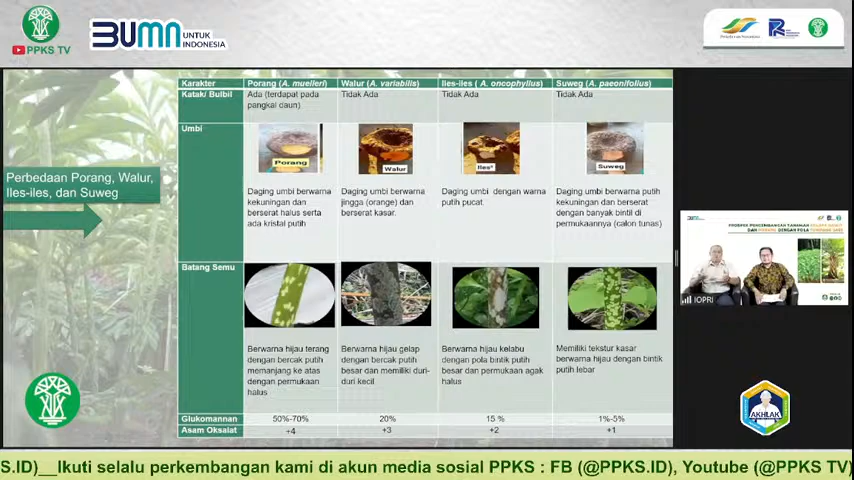 PPKS TV
BUMN UNTUK
INDONESIA
Perbedaan Porang, Walur,
Iles-iles, dan Suweg
Karakter
Porang (A. muelleri)
Walur (A. variabilis)
Iles-iles ( A. oncophyllus)
Suweg (A. paeonifolius)
Katak/ Bulbil
Ada (terdapat pada
pangkal daun)
Tidak Ada
Tidak Ada
Tidak Ada
Umbi
Porang
Walur
Iles²
Suweg
Daging umbi berwarna
kekuningan dan
berserat halus serta
ada kristal putih
Daging umbi berwarna
jingga (orange) dan
berserat kasar.
Daging umbi dengan warna
putih pucat.
Daging umbi berwarna putih
kekuningan dan berserat
dengan banyak bintil di
permukaannya (calon tunas)
Batang Semu
Berwarna hijau terang
dengan bercak putih
memanjang ke atas
dengan permukaan
halus
Berwarna hijau gelap
dengan bercak putih
besar dan memiliki duri-
duri kecil
Berwarna hijau kelabu
dengan pola bintik putih
besar dan permukaan agak
halus
Memiliki tekstur kasar
berwarna hijau dengan bintik
putih lebar
Glukomannan
50%-70%
20%
15 %
1%-5%
Asam Oksalat
+4
+3
+2
+1
IOPRI
AKHLAK
S.ID)__Ikuti selalu perkembangan kami di akun media sosial PPKS : FB (@PPKS.ID), Youtube (@PPKS TV)